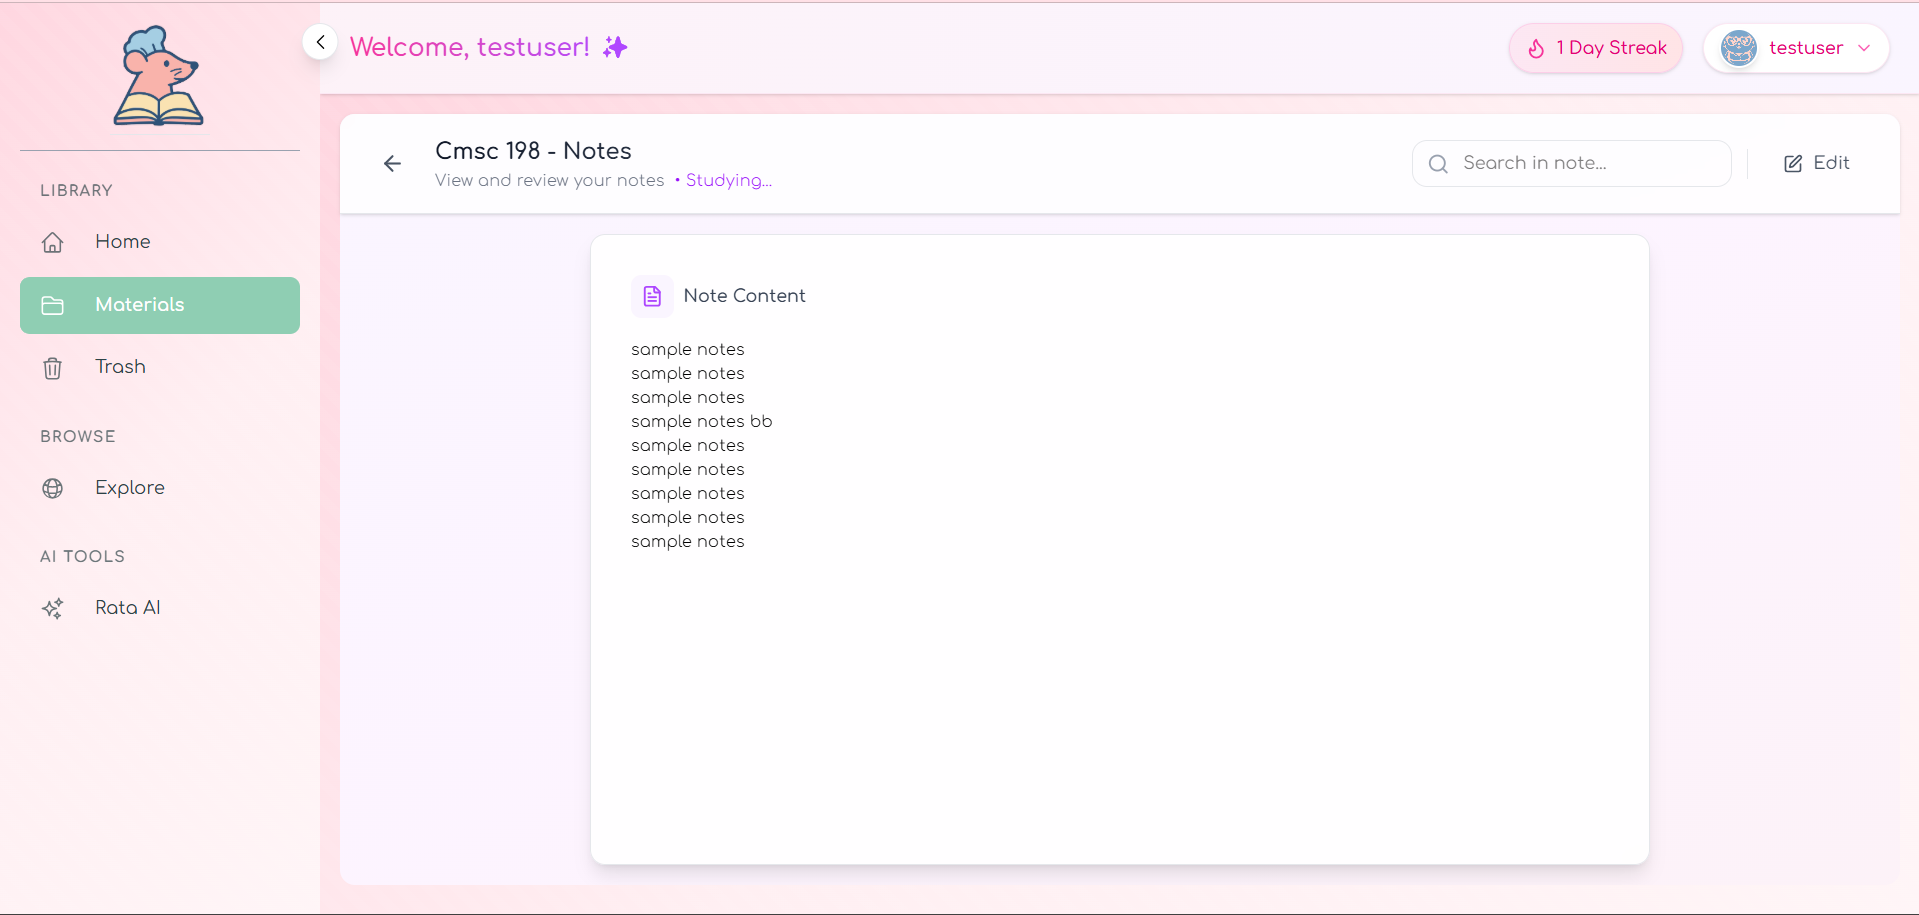 Welcome, testuser!
1 Day Streak
testuser
LIBRARY
Home
Materials
Trash
BROWSE
Explore
AI TOOLS
Rata AI
Cmsc 198 - Notes
View and review your notes • Studying...
Search in note...
Edit
Note Content
sample notes
sample notes
sample notes
sample notes bb
sample notes
sample notes
sample notes
sample notes
sample notes